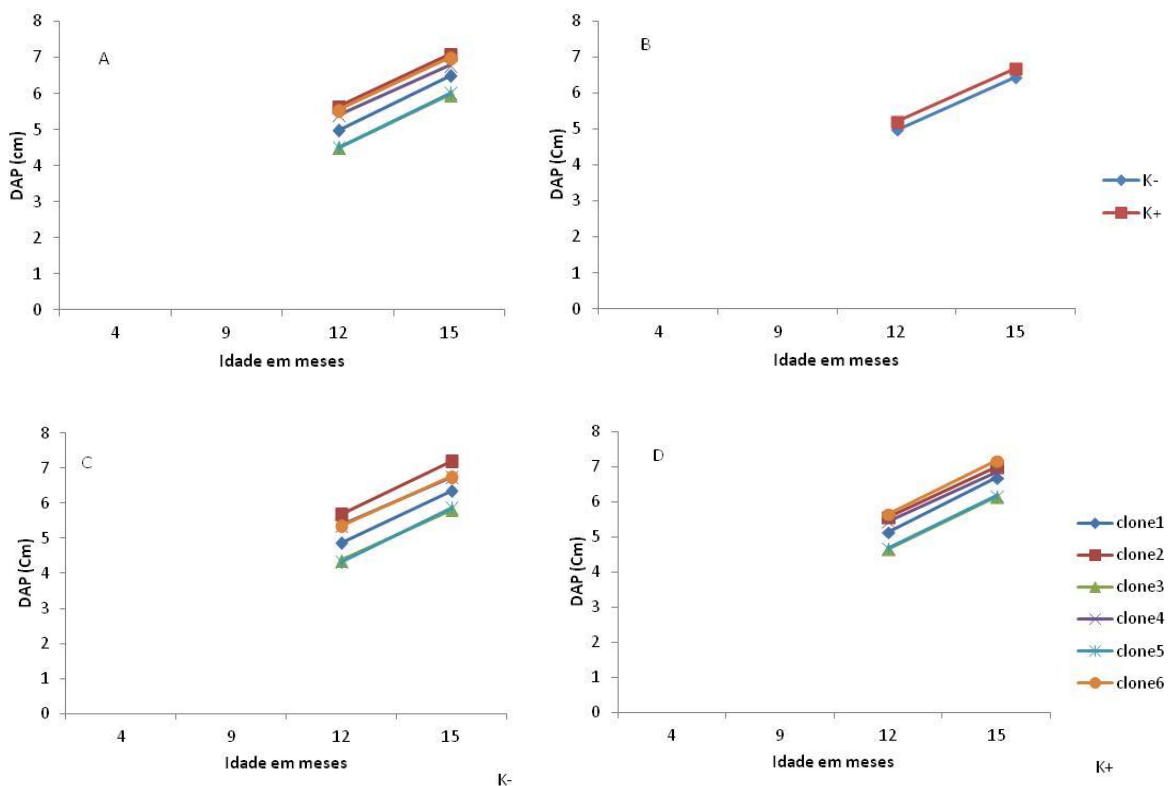 A
DAP (cm)
8
7
6
5
4
3
2
1
0
4 9 12 15
Idade em meses
B
DAP (Cm)
8
7
6
5
4
3
2
1
0
4 9 12 15
Idade em meses
K-
K+
C
DAP (Cm)
8
7
6
5
4
3
2
1
0
4 9 12 15
Idade em meses
K-
D
DAP (Cm)
8
7
6
5
4
3
2
1
0
4 9 12 15
Idade em meses
K+
clone1
clone2
clone3
clone4
clone5
clone6